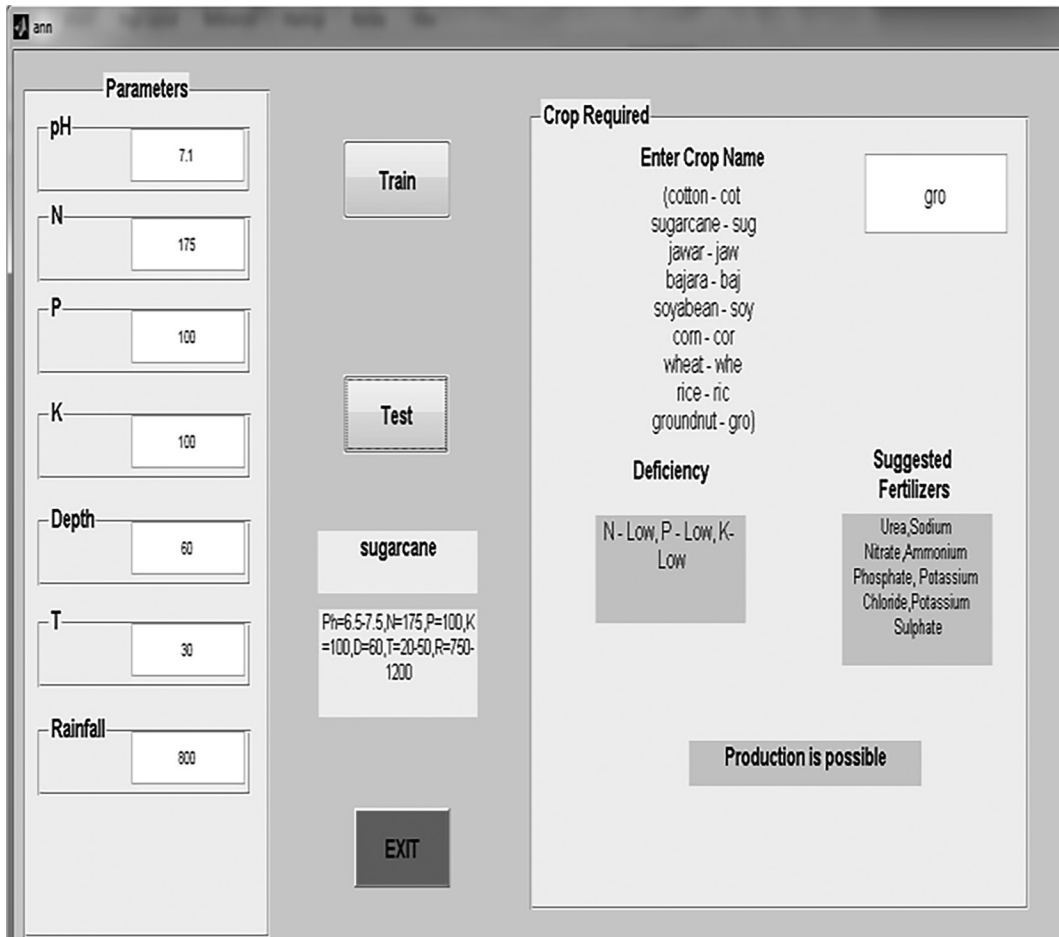 ann
Parameters
pH
7.1
N
175
P
100
K
100
Depth
60
T
30
Rainfall
800
Train
Test
sugarcane
Ph=6.5-7.5,N=175,P=100,K
=100,D=60,T=20-50,R=750-
1200
EXIT
Crop Required
Enter Crop Name
(cotton - cot
sugarcane - sug
jawar - jaw
bajara - baj
soyabean - soy
corn - cor
wheat - whe
rice - ric
groundnut - gro)
gro
Deficiency
N - Low, P - Low, K-
Low
Suggested
Fertilizers
Urea,Sodium
Nitrate,Ammonium
Phosphate, Potassium
Chloride,Potassium
Sulphate
Production is possible